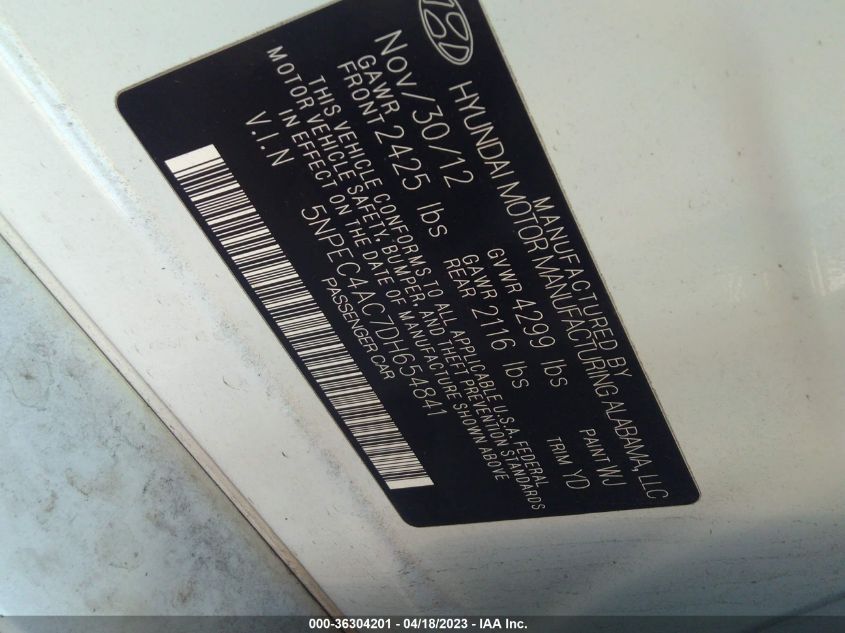 MANUFACTURED BY
HYUNDAI MOTOR MANUFACTURING ALABAMA, LLC
Nov/30/12 GVWR 4299 lbs PAINT WJ
GAWR FRONT 2425 lbs GAWR REAR 2116 lbs TRIM YD
THIS VEHICLE CONFORMS TO ALL APPLICABLE U.S.A. FEDERAL
MOTOR VEHICLE SAFETY, BUMPER, AND THEFT PREVENTION STANDARDS
IN EFFECT ON THE DATE OF MANUFACTURE SHOWN ABOVE
V.I.N 5NPEC4AC7DH654841
PASSENGER CAR
000-36304201 - 04/18/2023 - IAA Inc.